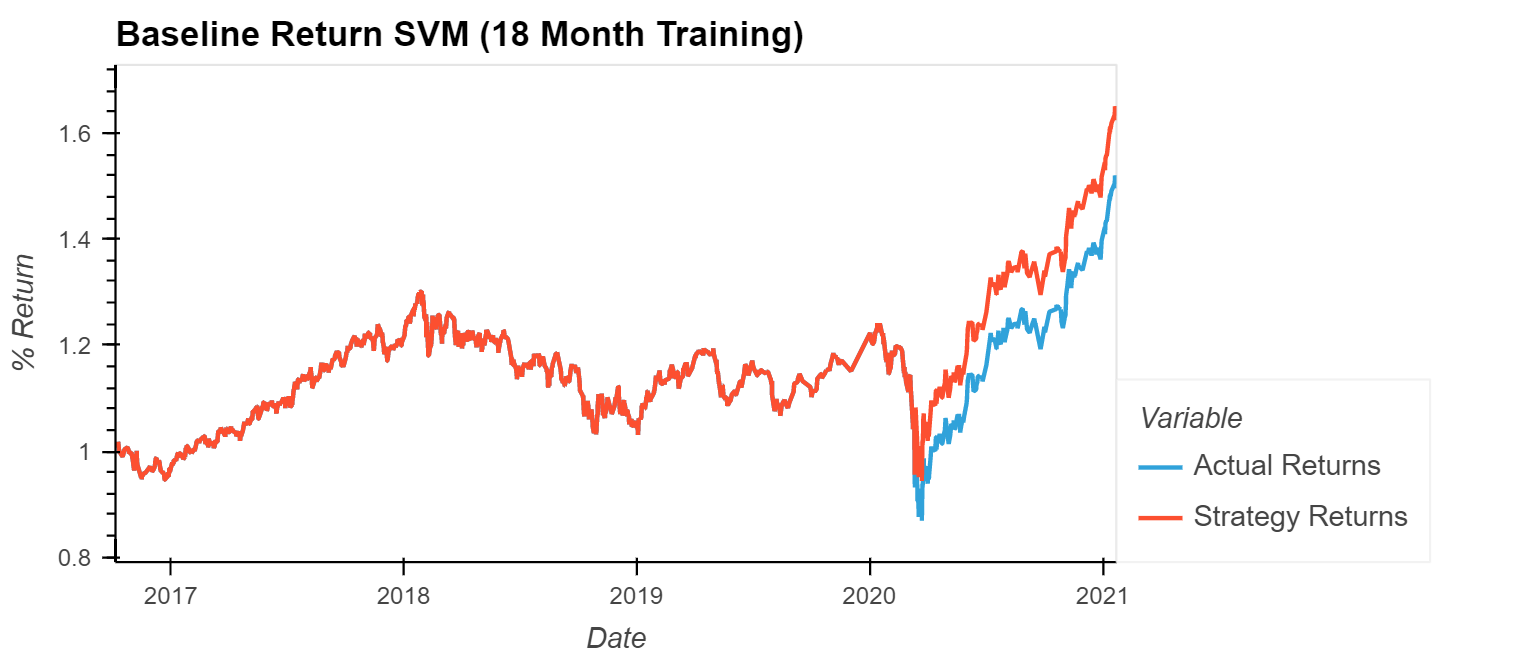 Baseline Return SVM (18 Month Training)
% Return
1.6
1.4
1.2
1
0.8
2017 2018 2019 2020 2021
Date
Variable
Actual Returns
Strategy Returns